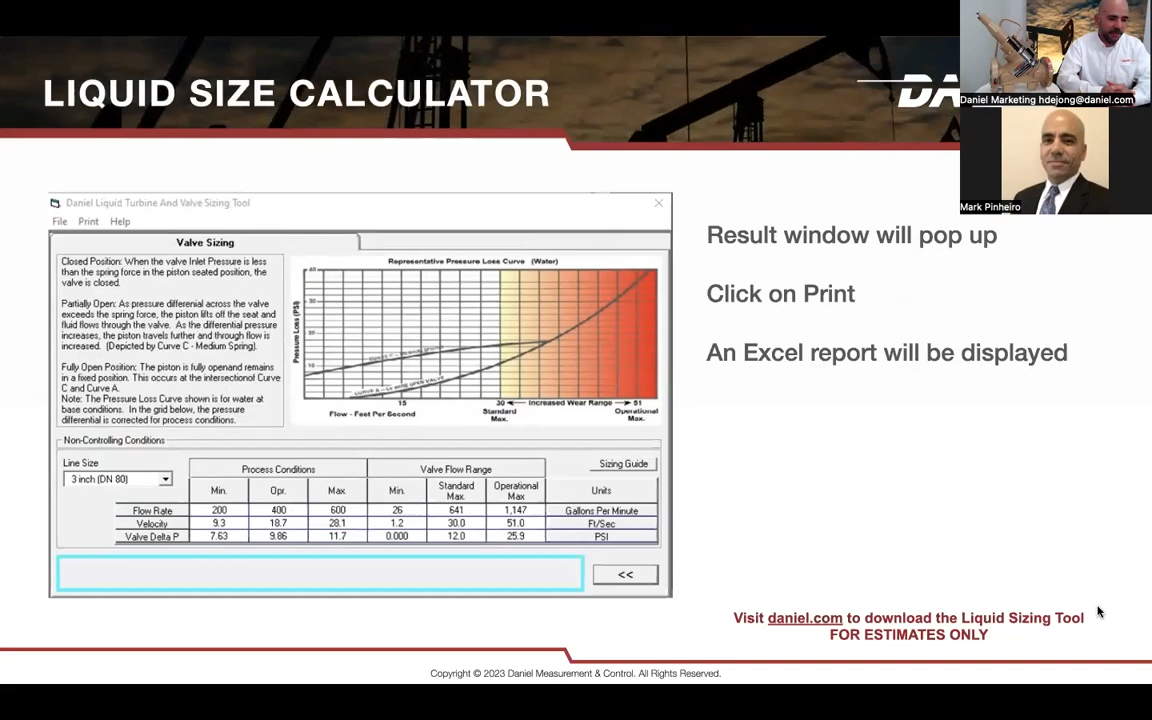 LIQUID SIZE CALCULATOR
DA
Daniel Marketing hdejong@daniel.com
Mark Pinheiro
Daniel Liquid Turbine And Valve Sizing Tool
File Print Help
Valve Sizing
Closed Position: When the valve Inlet Pressure is less
than the spring force in the piston seated position, the
valve is closed.
Partially Open: As pressure differenial across the valve
exceeds the spring force, the piston lifts off the seat and
fluid flows through the valve. As the differential pressure
increases, the piston travels further and through flow is
increased. (Depicted by Curve C - Medium Spring).
Fully Open Position: The piston is fully openand remains
in a fixed position. This occurs at the intersectionof Curve
C and Curve A.
Note: The Pressure Loss Curve shown is for water at
base conditions. In the grid below, the pressure
differential is corrected for process conditions.
Representative Pressure Loss Curve (Water)
Pressure Loss (PSI)
40
30
20
10
CURVE C - MEDIUM SPRING
CURVE A - WIDE OPEN VALVE
15 30 Increased Wear Range 51
Flow - Feet Per Second
Standard
Max.
Operational
Max.
Non-Controlling Conditions
Line Size
3 inch (DN 80)
Sizing Guide
Process Conditions Valve Flow Range
Min. Opr. Max. Min. Standard Max. Operational Max Units
Flow Rate 200 400 600 26 641 1,147 Gallons Per Minute
Velocity 9.3 18.7 28.1 1.2 30.0 51.0 Ft/Sec
Valve Delta P 7.63 9.86 11.7 0.000 12.0 25.9 PSI
<<
Result window will pop up
Click on Print
An Excel report will be displayed
Visit daniel.com to download the Liquid Sizing Tool
FOR ESTIMATES ONLY
Copyright © 2023 Daniel Measurement & Control. All Rights Reserved.